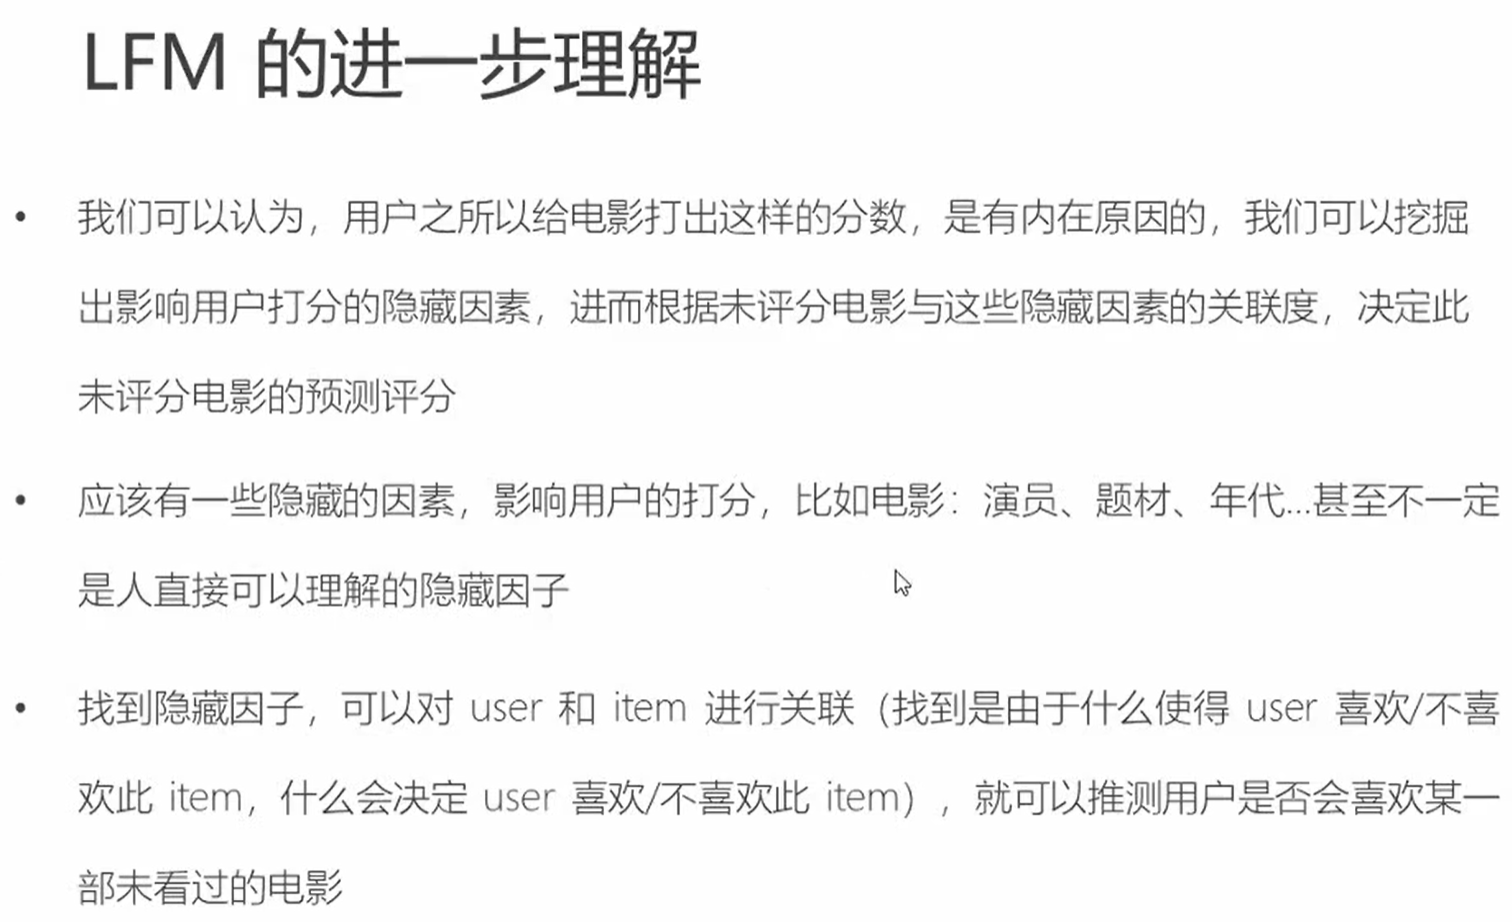 LFM 的进一步理解
• 我们可以认为，用户之所以给电影打出这样的分数，是有内在原因的，我们可以挖掘
出影响用户打分的隐藏因素，进而根据未评分电影与这些隐藏因素的关联度，决定此
未评分电影的预测评分
• 应该有一些隐藏的因素，影响用户的打分，比如电影：演员、题材、年代...甚至不一定
是人直接可以理解的隐藏因子
• 找到隐藏因子，可以对 user 和 item 进行关联（找到是由于什么使得 user 喜欢/不喜
欢此 item，什么会决定 user 喜欢/不喜欢此 item），就可以推测用户是否会喜欢某一
部未看过的电影